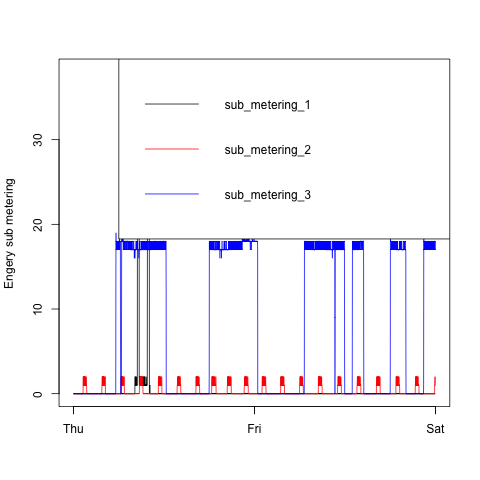 sub_metering_1
sub_metering_2
sub_metering_3
Engery sub metering
0
10
20
30
Thu
Fri
Sat